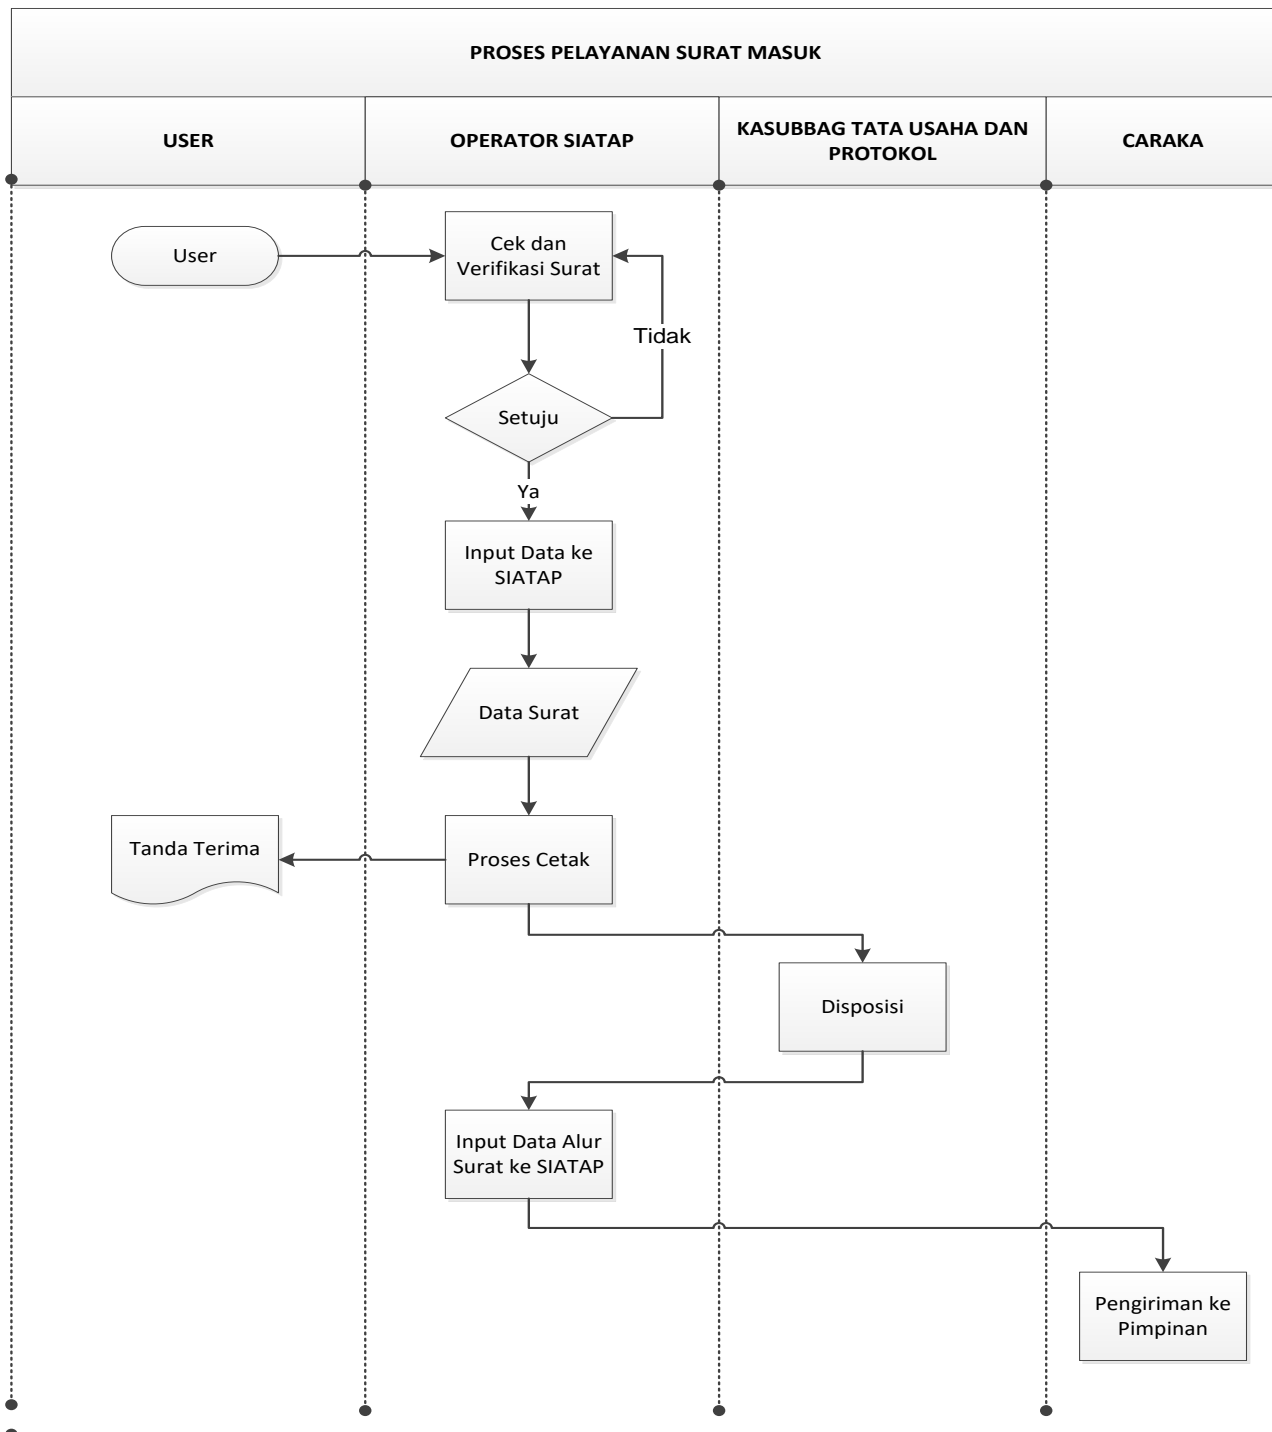 PROSES PELAYANAN SURAT MASUK
USER
OPERATOR SIATAP
KASUBBAG TATA USAHA DAN
PROTOKOL
CARAKA
User
Cek dan
Verifikasi Surat
Tidak
Setuju
Ya
Input Data ke
SIATAP
Data Surat
Tanda Terima
Proses Cetak
Disposisi
Input Data Alur
Surat ke SIATAP
Pengiriman ke
Pimpinan